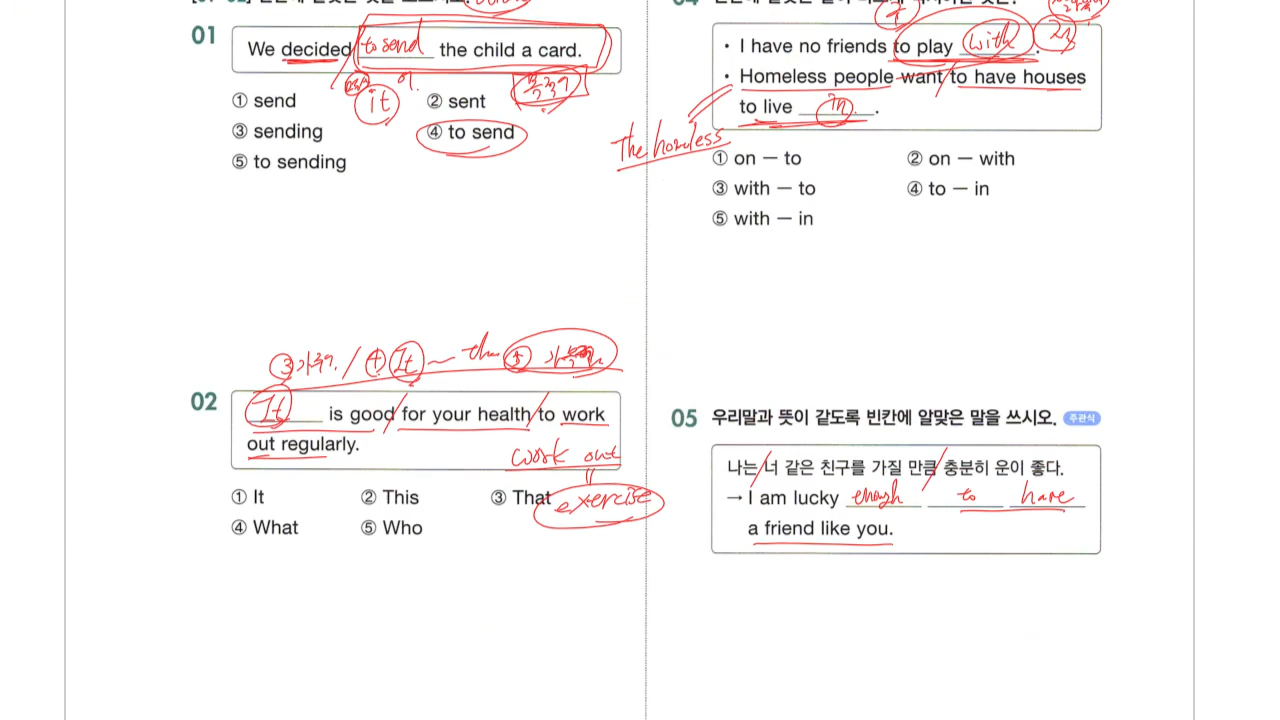 01
We decided to send the child a card.
it
① send ② sent
③ sending ④ to send
⑤ to sending
It ~
02
It is good for your health to work
out regularly.
work out
exercise
① It ② This ③ That
④ What ⑤ Who
I have no friends to play with.
Homeless people want to have houses
to live in.
The homeless
① on — to ② on — with
③ with — to ④ to — in
⑤ with — in
05 우리말과 뜻이 같도록 빈칸에 알맞은 말을 쓰시오. 주관식
나는 너 같은 친구를 가질 만큼 충분히 운이 좋다.
→ I am lucky enough to have
a friend like you.